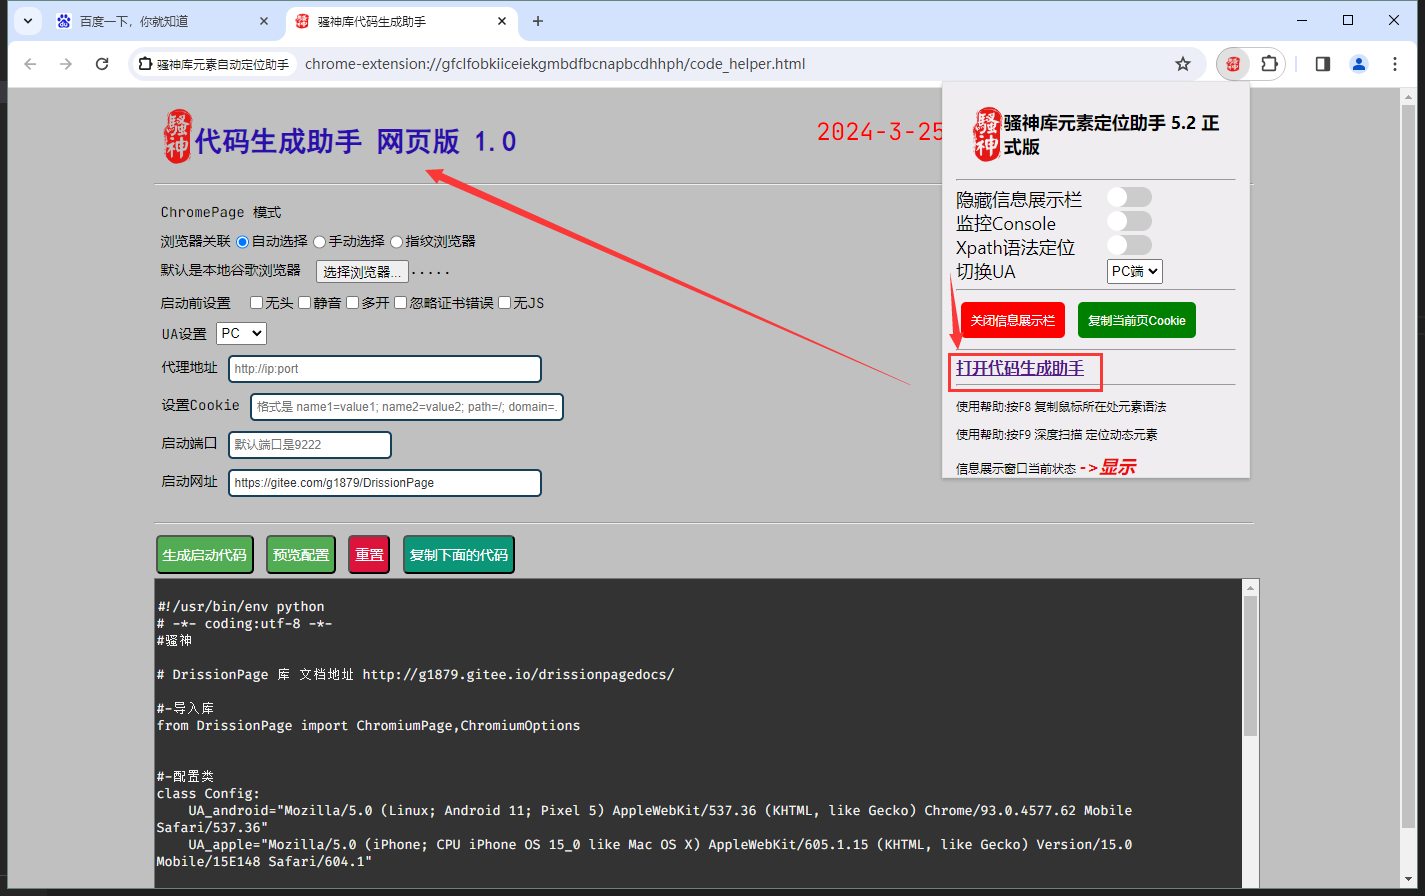 百度一下，你就知道
骚神库代码生成助手
骚神库元素自动定位助手
chrome-extension://gfclfobkiiceiekgmbdfbcnapbcdhhph/code_helper.html
骚神
代码生成助手 网页版 1.0
2024-3-25
ChromePage 模式
浏览器关联 自动选择 手动选择 指纹浏览器
默认是本地谷歌浏览器 选择浏览器... .....
启动前设置 无头 静音 多开 忽略证书错误 无JS
UA设置 PC
代理地址 http://ip:port
设置Cookie 格式是 name1=value1; name2=value2; path=/; domain=.
启动端口 默认端口是9222
启动网址 https://gitee.com/g1879/DrissionPage
骚神
骚神库元素定位助手 5.2 正
式版
隐藏信息展示栏
监控Console
Xpath语法定位
切换UA PC端
关闭信息展示栏 复制当前页Cookie
打开代码生成助手
使用帮助:按F8 复制鼠标所在处元素语法
使用帮助:按F9 深度扫描 定位动态元素
信息展示窗口当前状态 ->显示
生成启动代码 预览配置 重置 复制下面的代码
#!/usr/bin/env python
# -*- coding:utf-8 -*-
#骚神
# DrissionPage 库 文档地址 http://g1879.gitee.io/drissionpagedocs/
#-导入库
from DrissionPage import ChromiumPage,ChromiumOptions
#-配置类
class Config:
UA_android="Mozilla/5.0 (Linux; Android 11; Pixel 5) AppleWebKit/537.36 (KHTML, like Gecko) Chrome/93.0.4577.62 Mobile
Safari/537.36"
UA_apple="Mozilla/5.0 (iPhone; CPU iPhone OS 15_0 like Mac OS X) AppleWebKit/605.1.15 (KHTML, like Gecko) Version/15.0
Mobile/15E148 Safari/604.1"